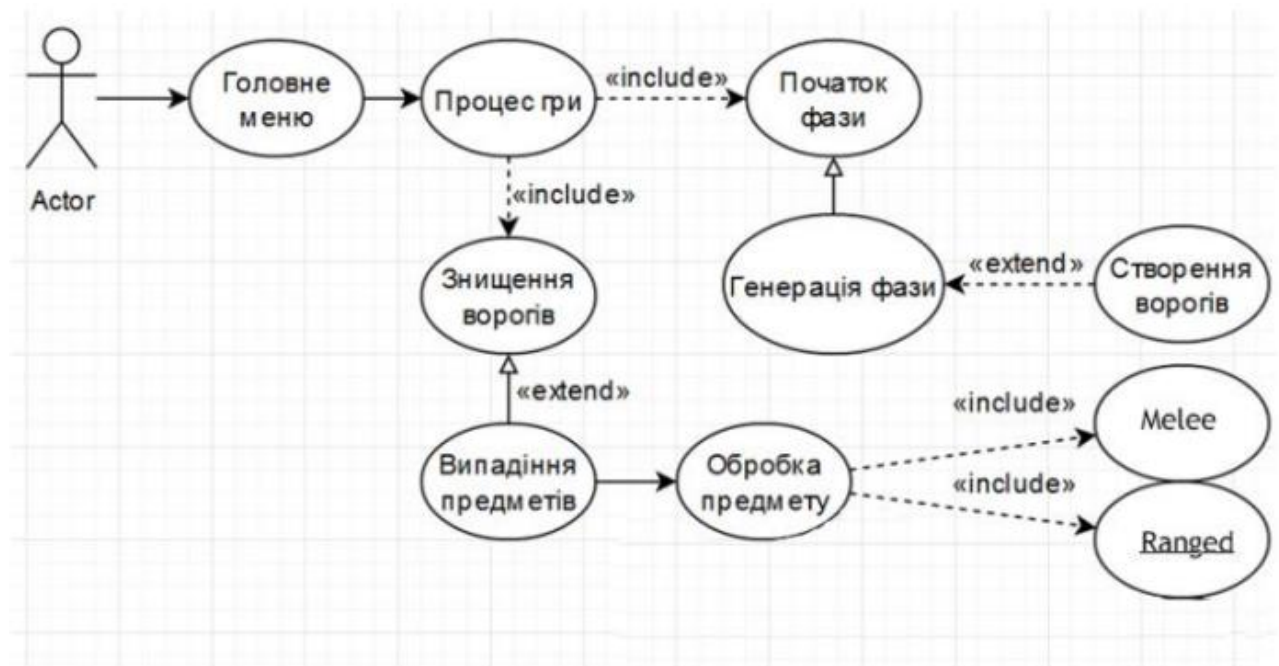 Головне
меню
Процес гри
«include»
Початок
фази
Actor
«include»
Знищення
ворогів
Генерація фази
«extend»
Створення
ворогів
«extend»
Випадіння
предметів
Обробка
предмету
«include»
Melee
«include»
Ranged